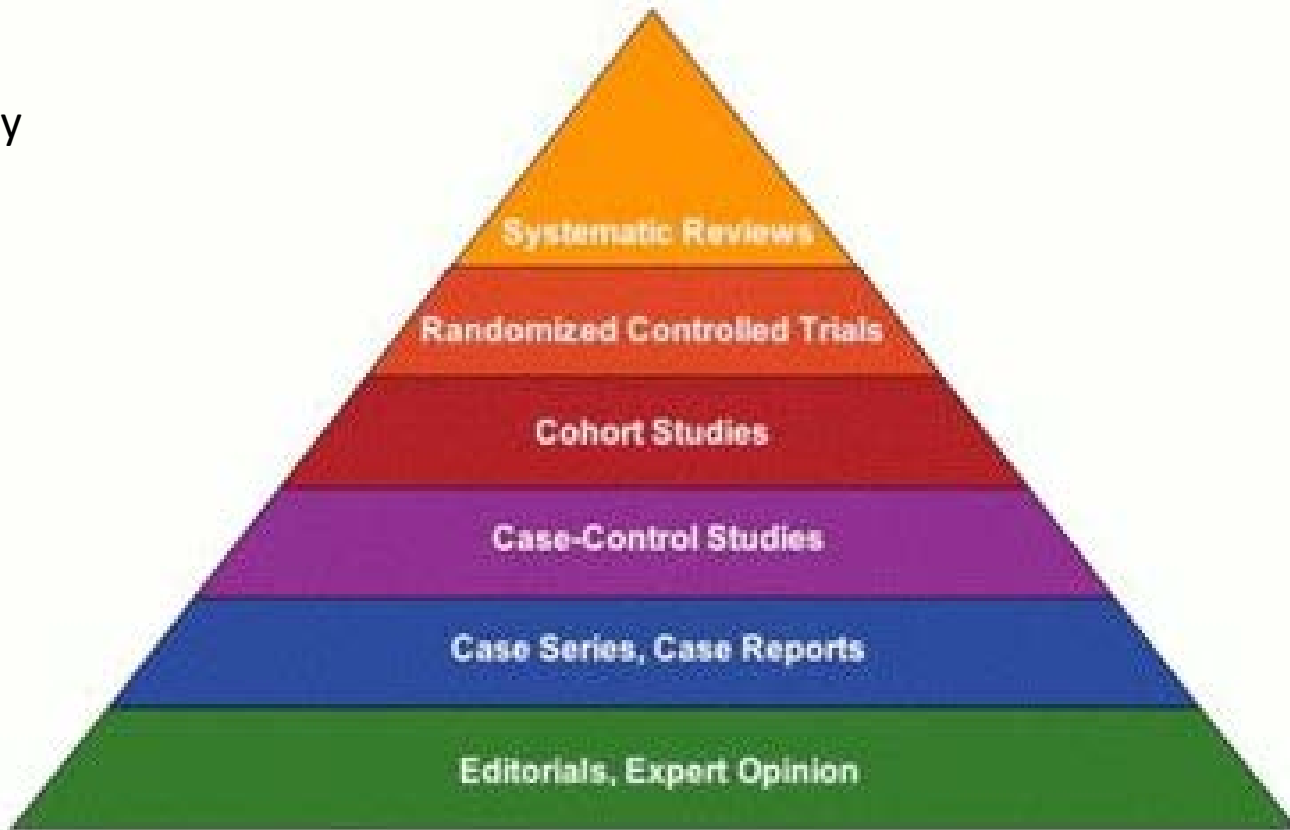 y
Systematic Reviews
Randomized Controlled Trials
Cohort Studies
Case-Control Studies
Case Series, Case Reports
Editorials, Expert Opinion